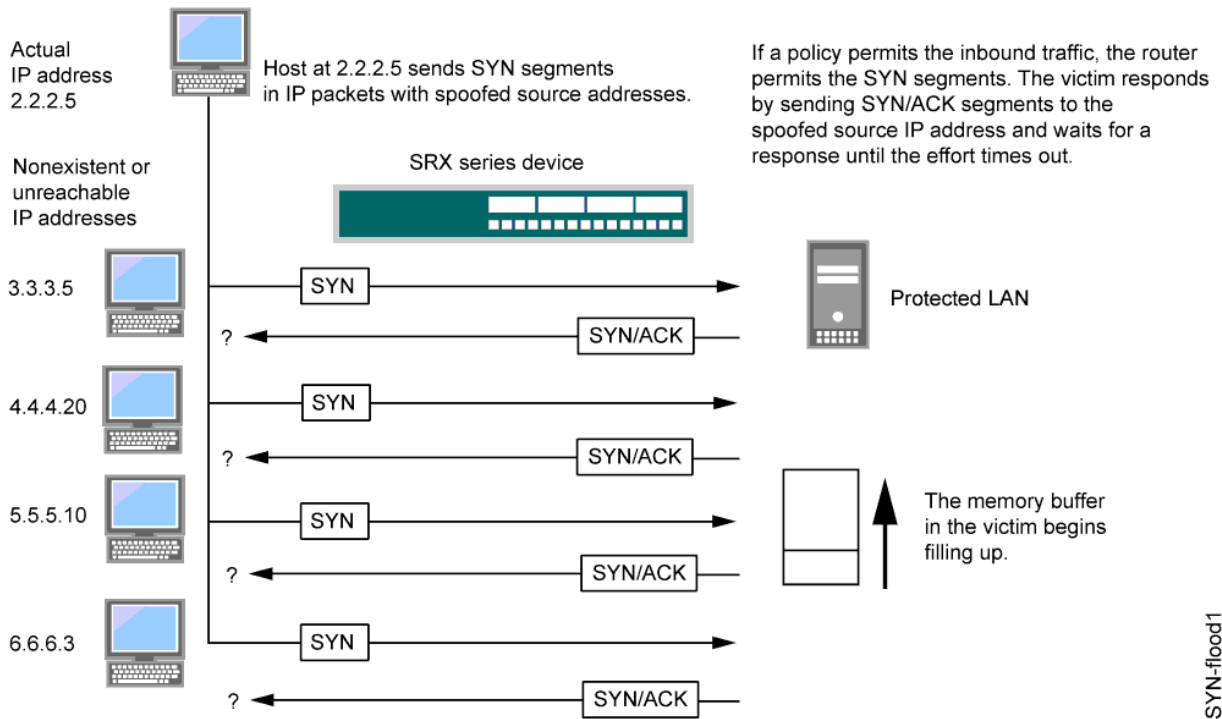 Actual
IP address
2.2.2.5
Host at 2.2.2.5 sends SYN segments
in IP packets with spoofed source addresses.
If a policy permits the inbound traffic, the router
permits the SYN segments. The victim responds
by sending SYN/ACK segments to the
spoofed source IP address and waits for a
response until the effort times out.
Nonexistent or
unreachable
IP addresses
SRX series device
3.3.3.5
SYN
Protected LAN
?
SYN/ACK
4.4.4.20
SYN
?
SYN/ACK
5.5.5.10
SYN
The memory buffer
in the victim begins
filling up.
?
SYN/ACK
6.6.6.3
SYN
?
SYN/ACK
SYN-flood1